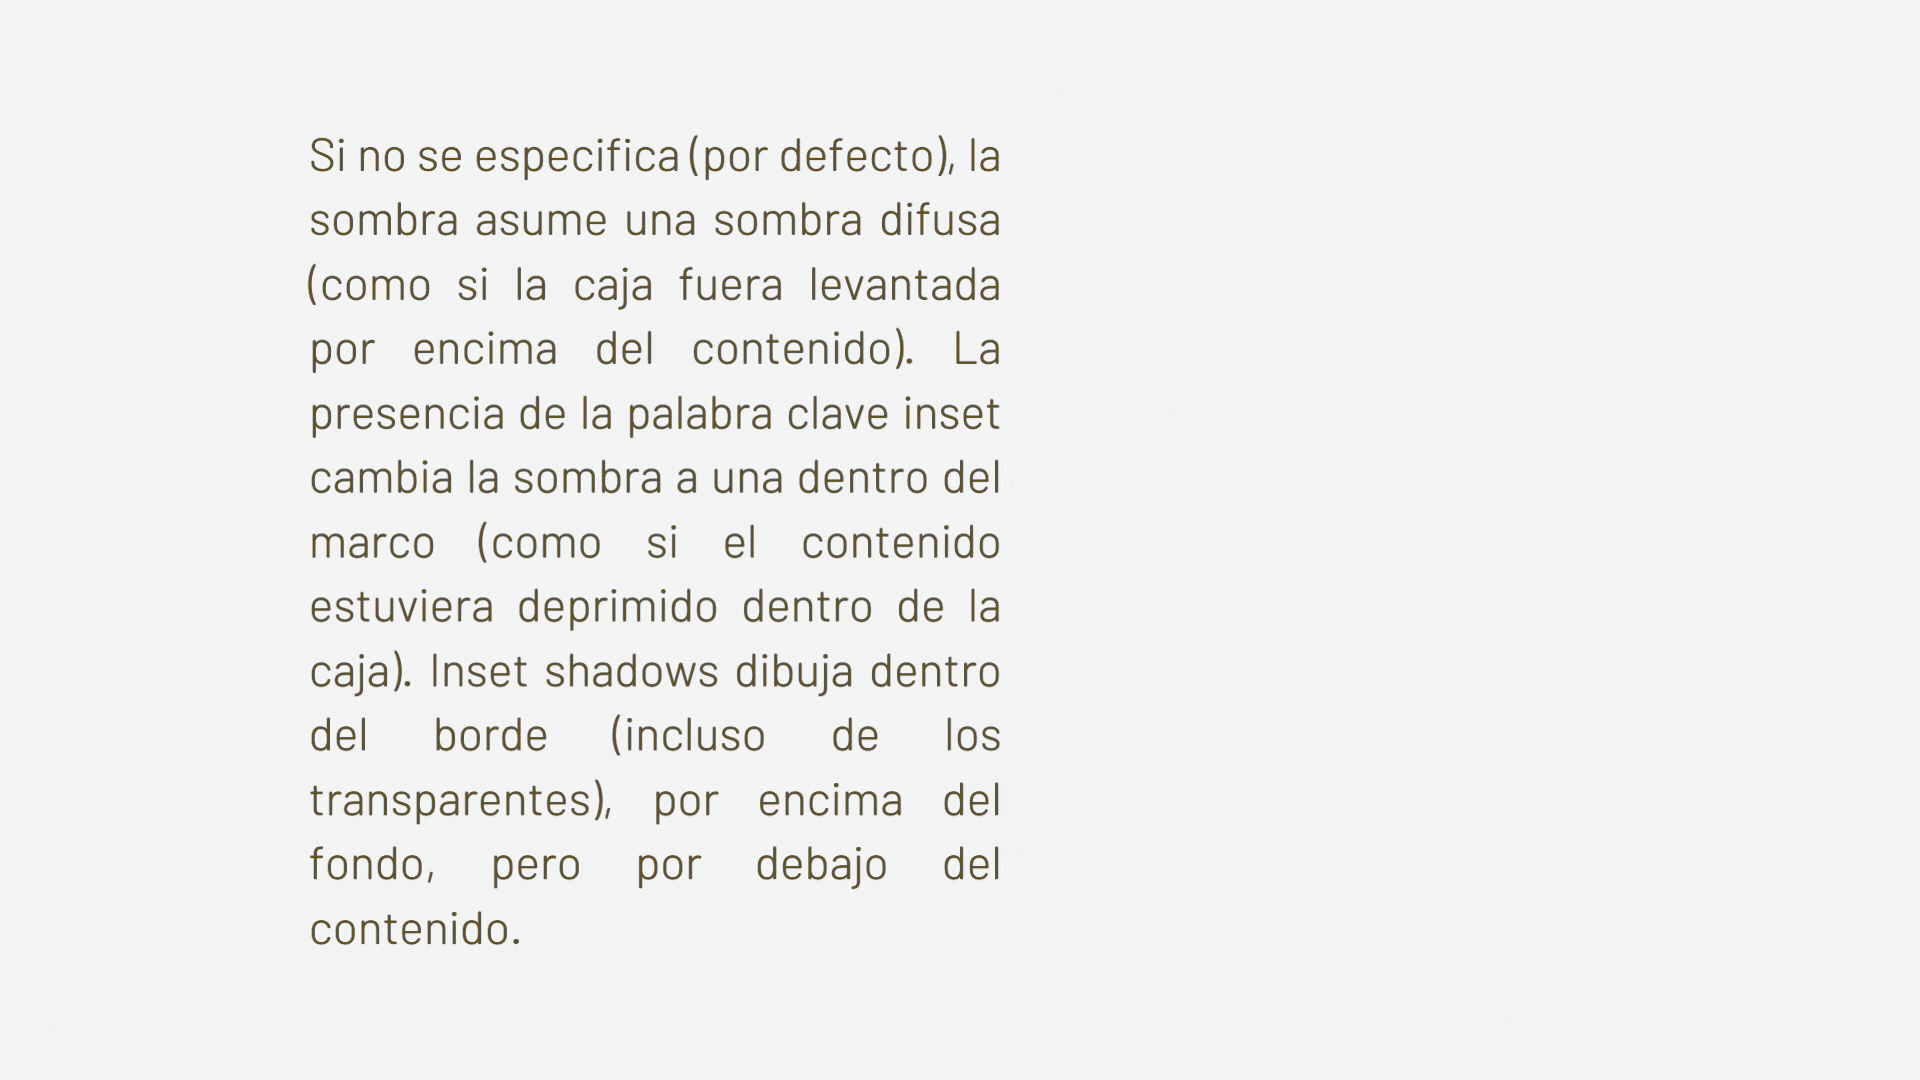 Si no se especifica (por defecto), la
sombra asume una sombra difusa
(como si la caja fuera levantada
por encima del contenido). La
presencia de la palabra clave inset
cambia la sombra a una dentro del
marco (como si el contenido
estuviera deprimido dentro de la
caja). Inset shadows dibuja dentro
del borde (incluso de los
transparentes), por encima del
fondo, pero por debajo del
contenido.